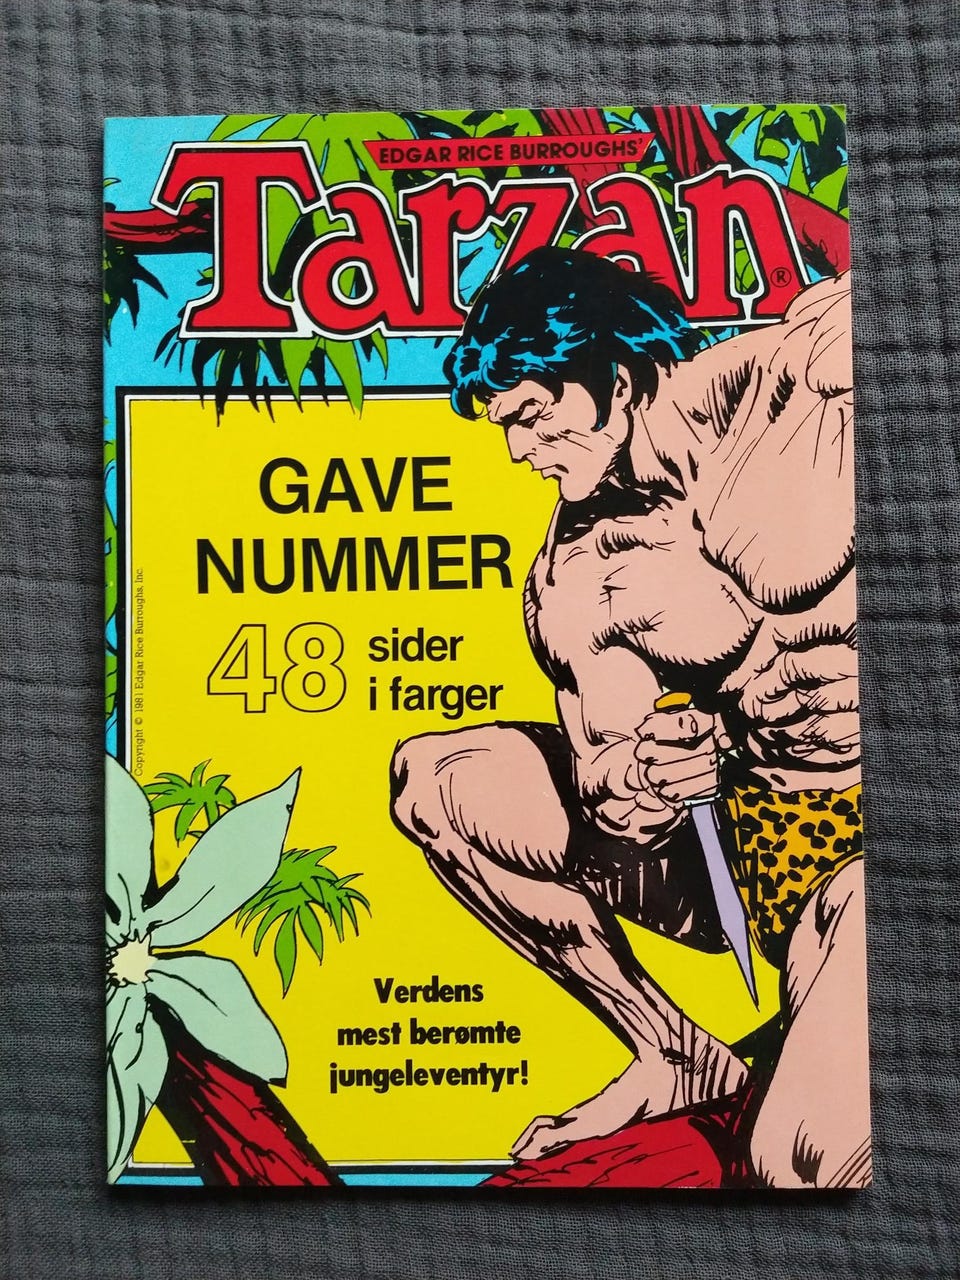 EDGAR RICE BURROUGHS'
Tarzan
®
GAVE
NUMMER
48 sider
i farger
Copyright © 1981 Edgar Rice Burroughs, Inc.
Verdens
mest berømte
jungeleventyr!